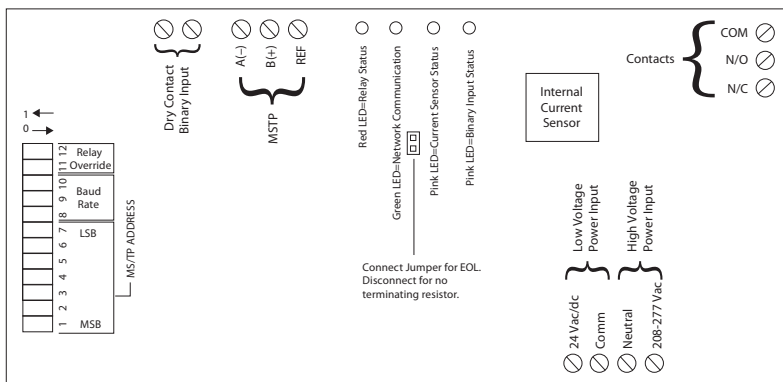 Dry Contact
Binary Input
A(−)
B(+)
REF
MSTP
Red LED=Relay Status
Green LED=Network Communication
Pink LED=Current Sensor Status
Pink LED=Binary Input Status
Internal
Current
Sensor
Contacts
COM
N/O
N/C
1
0
12
11
10
9
8
7
6
5
4
3
2
1
Relay
Override
Baud
Rate
LSB
MSB
MS/TP ADDRESS
Connect Jumper for EOL.
Disconnect for no
terminating resistor.
Low Voltage
Power Input
High Voltage
Power Input
24 Vac/dc
Comm
Neutral
208-277 Vac